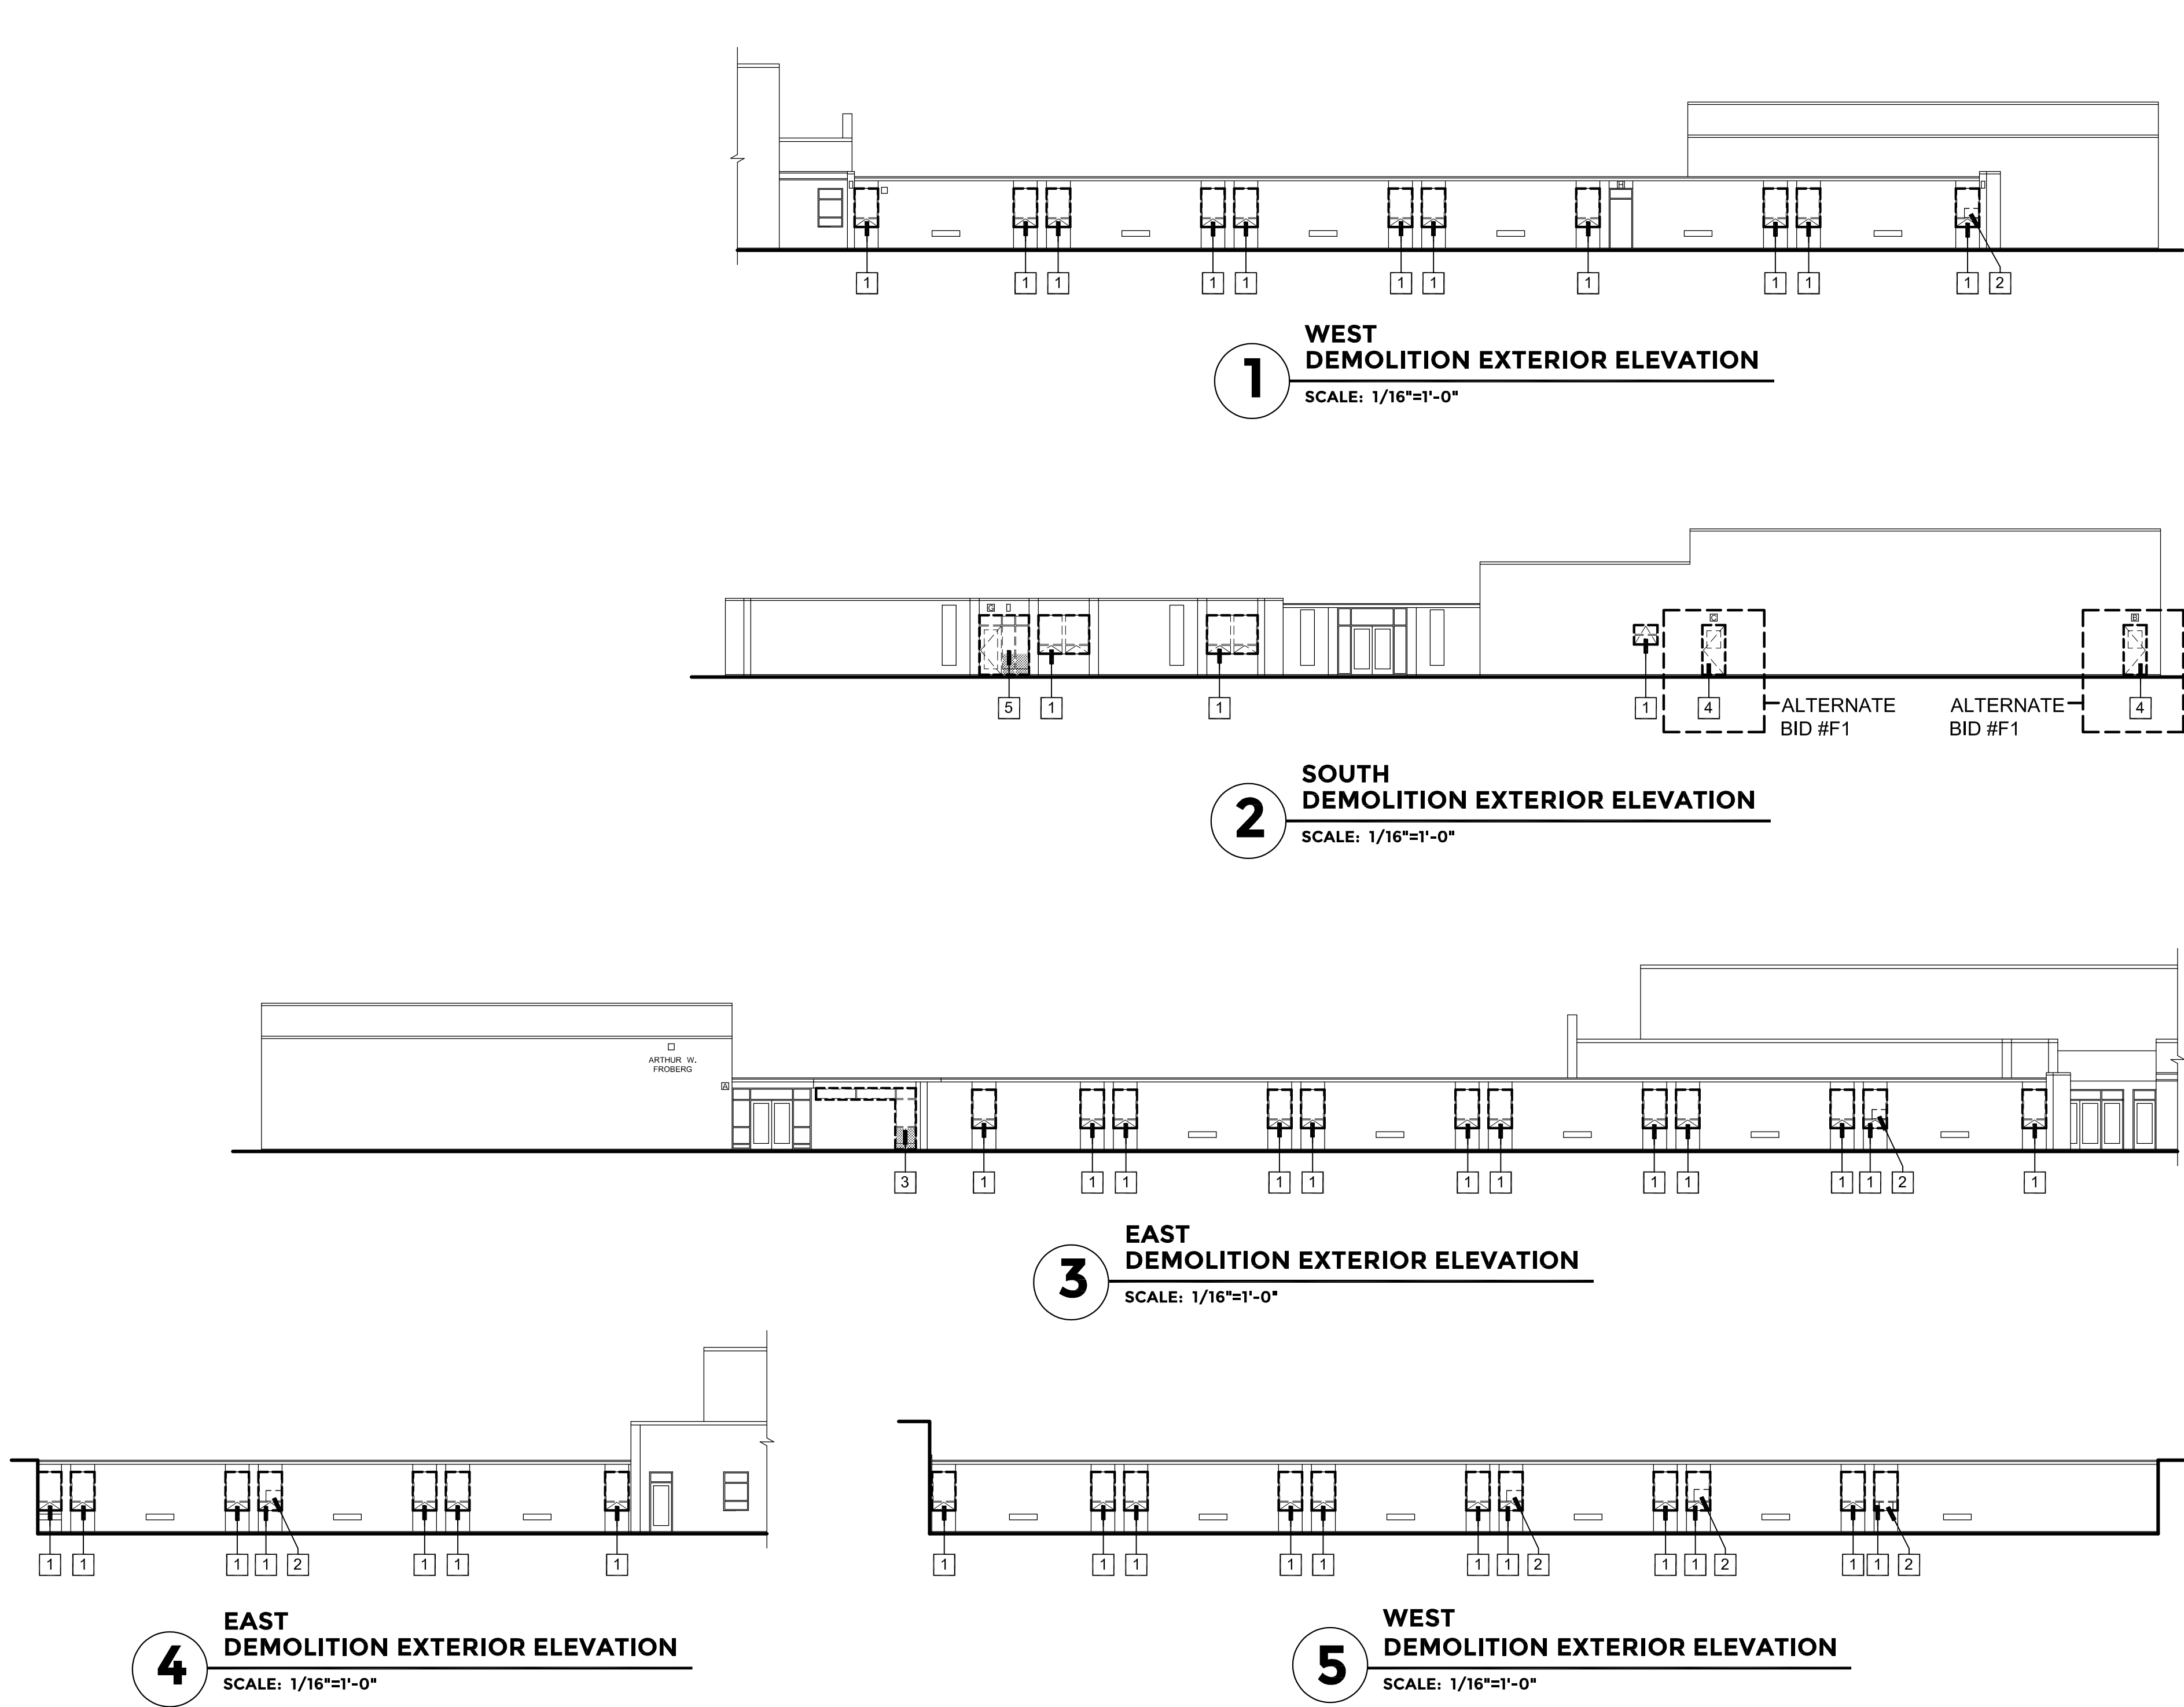 H
1 1 1 1 1 1 1 1 1 1 1 2
1
WEST
DEMOLITION EXTERIOR ELEVATION
SCALE: 1/16"=1'-0"
G C B
5 1 1 1 4 4
ALTERNATE
BID #F1
ALTERNATE
BID #F1
2
SOUTH
DEMOLITION EXTERIOR ELEVATION
SCALE: 1/16"=1'-0"
ARTHUR W.
FROBERG
A
3 1 1 1 1 1 1 1 1 1 1 1 2 1
3
EAST
DEMOLITION EXTERIOR ELEVATION
SCALE: 1/16"=1'-0"
1 1 1 1 2 1 1 1
4
EAST
DEMOLITION EXTERIOR ELEVATION
SCALE: 1/16"=1'-0"
1 1 1 1 1 1 1 2 1 1 2 1 1 2
5
WEST
DEMOLITION EXTERIOR ELEVATION
SCALE: 1/16"=1'-0"